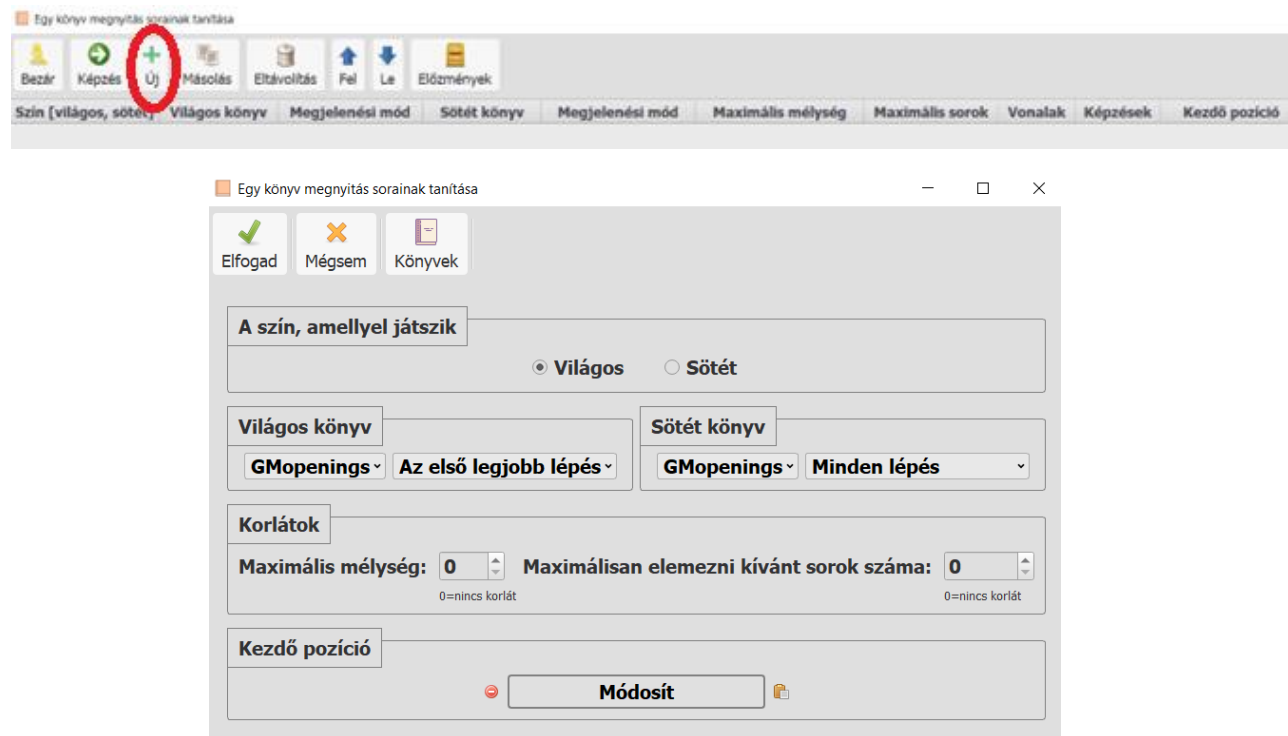 Egy könyv megnyitás sorainak tanítása
Bezár Képzés Új Másolás Eltávolítás Fel Le Előzmények
Szín [világos, sötét] Világos könyv Megjelenési mód Sötét könyv Megjelenési mód Maximális mélység Maximális sorok Vonalak Képzések Kezdő pozíció
Egy könyv megnyitás sorainak tanítása
Elfogad Mégsem Könyvek
A szín, amellyel játszik
Világos Sötét
Világos könyv Sötét könyv
GMopenings Az első legjobb lépés GMopenings Minden lépés
Korlátok
Maximális mélység: 0 Maximálisan elemezni kívánt sorok száma: 0
0=nincs korlát 0=nincs korlát
Kezdő pozíció
Módosít